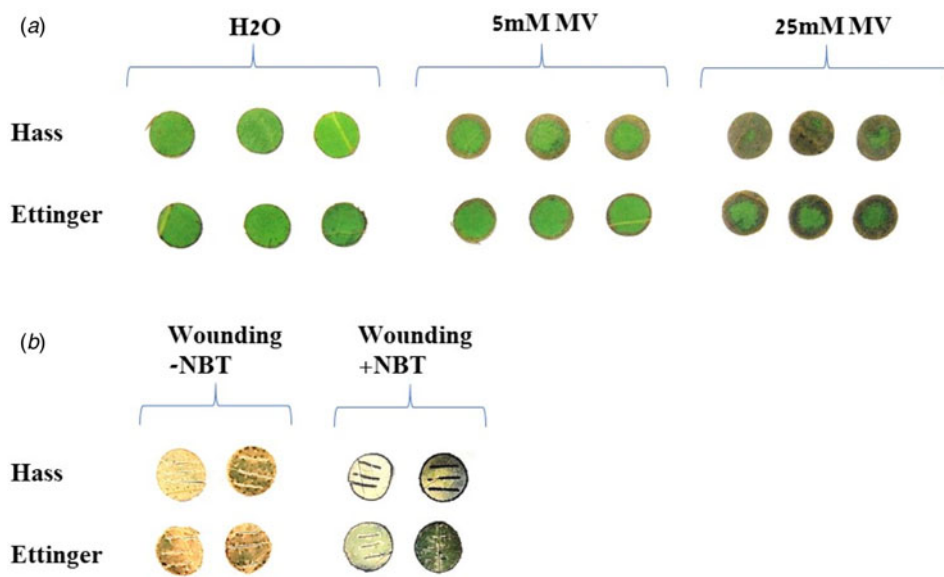 (a)
H2O
5mM MV
25mM MV
Hass
Ettinger
(b)
Wounding
-NBT
Wounding
+NBT
Hass
Ettinger